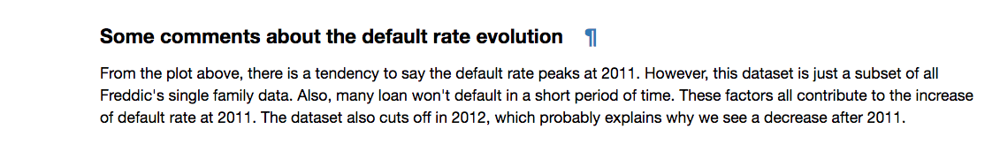 Some comments about the default rate evolution ¶
From the plot above, there is a tendency to say the default rate peaks at 2011. However, this dataset is just a subset of all
Freddic's single family data. Also, many loan won't default in a short period of time. These factors all contribute to the increase
of default rate at 2011. The dataset also cuts off in 2012, which probably explains why we see a decrease after 2011.